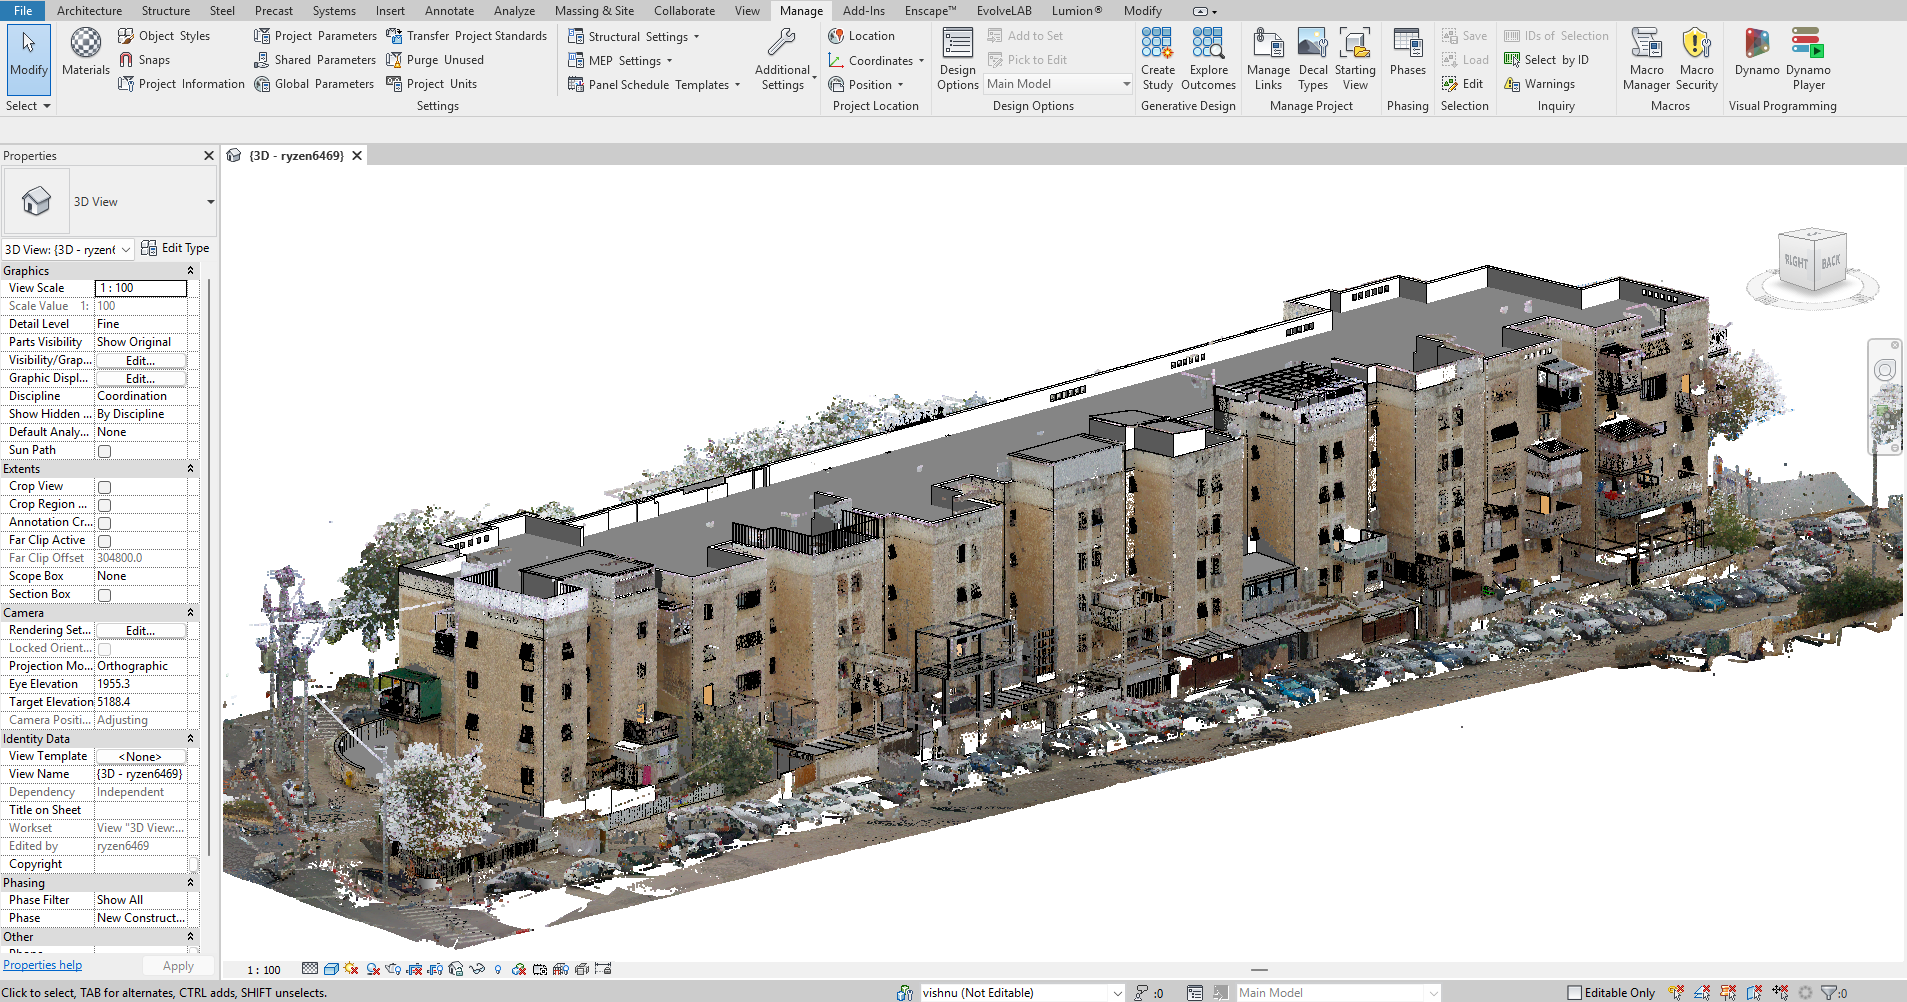 File Architecture Structure Steel Precast Systems Insert Annotate Analyze Massing & Site Collaborate View Manage Add-Ins Enscape™ EvolveLAB Lumion® Modify
Modify
Select
Materials
Object Styles
Snaps
Project Information
Project Parameters
Shared Parameters
Global Parameters
Transfer Project Standards
Purge Unused
Project Units
Settings
Structural Settings
MEP Settings
Panel Schedule Templates
Additional Settings
Location
Coordinates
Position
Project Location
Design Options
Add to Set
Pick to Edit
Main Model
Design Options
Create Study
Explore Outcomes
Generative Design
Manage Links
Decal Types
Starting View
Manage Project
Phases
Phasing
Save
Load
Edit
Selection
IDs of Selection
Select by ID
Warnings
Inquiry
Macro Manager
Macro Security
Macros
Dynamo
Dynamo Player
Visual Programming
Properties
{3D - ryzen6469}
3D View
3D View: {3D - ryzen6
Edit Type
Graphics
View Scale 1 : 100
Scale Value 1: 100
Detail Level Fine
Parts Visibility Show Original
Visibility/Grap... Edit...
Graphic Displ... Edit...
Discipline Coordination
Show Hidden ... By Discipline
Default Analy... None
Sun Path
Extents
Crop View
Crop Region ...
Annotation Cr...
Far Clip Active
Far Clip Offset 304800.0
Scope Box None
Section Box
Camera
Rendering Set... Edit...
Locked Orient...
Projection Mo... Orthographic
Eye Elevation 1955.3
Target Elevation 5188.4
Camera Positi... Adjusting
Identity Data
View Template <None>
View Name {3D - ryzen6469}
Dependency Independent
Title on Sheet
Workset View "3D View:...
Edited by ryzen6469
Copyright
Phasing
Phase Filter Show All
Phase New Construct...
Other
Properties help
Apply
RIGHT BACK
1 : 100
Click to select, TAB for alternates, CTRL adds, SHIFT unselects.
vishnu (Not Editable)
:0
Main Model
Editable Only
:0